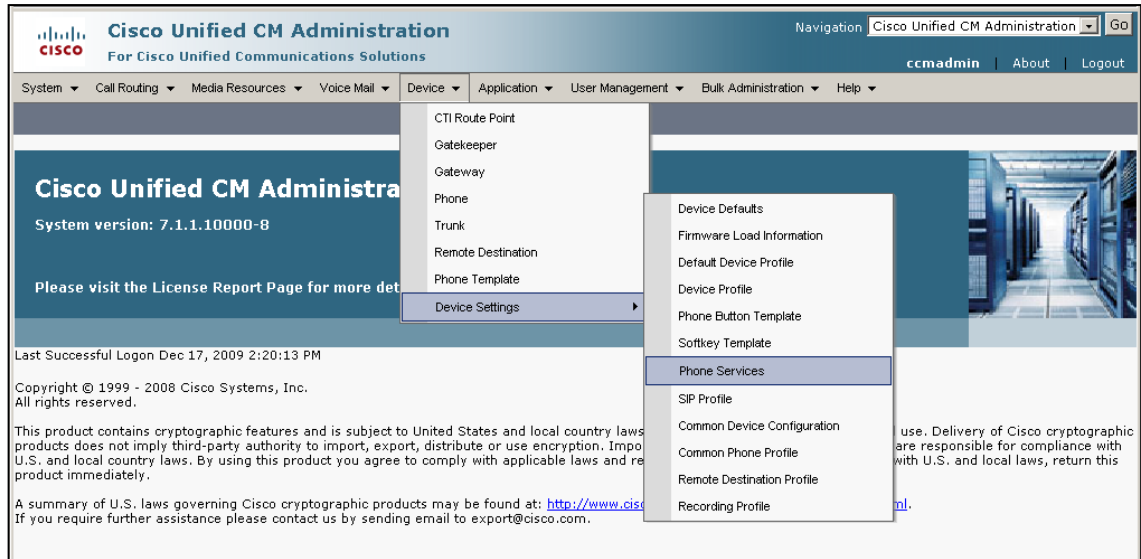 Cisco Unified CM Administration
For Cisco Unified Communications Solutions
CISCO
Navigation Cisco Unified CM Administration Go
ccmadmin | About | Logout
System Call Routing Media Resources Voice Mail Device Application User Management Bulk Administration Help
CTI Route Point
Gatekeeper
Gateway
Phone
Trunk
Remote Destination
Phone Template
Device Settings
Device Defaults
Firmware Load Information
Default Device Profile
Device Profile
Phone Button Template
Softkey Template
Phone Services
SIP Profile
Common Device Configuration
Common Phone Profile
Remote Destination Profile
Recording Profile
Cisco Unified CM Administra
System version: 7.1.1.10000-8
Please visit the License Report Page for more det
Last Successful Logon Dec 17, 2009 2:20:13 PM
Copyright © 1999 - 2008 Cisco Systems, Inc.
All rights reserved.
This product contains cryptographic features and is subject to United States and local country laws use. Delivery of Cisco cryptographic
products does not imply third-party authority to import, export, distribute or use encryption. Impo are responsible for compliance with
U.S. and local country laws. By using this product you agree to comply with applicable laws and re with U.S. and local laws, return this
product immediately.
A summary of U.S. laws governing Cisco cryptographic products may be found at: http://www.cisc ml.
If you require further assistance please contact us by sending email to export@cisco.com.